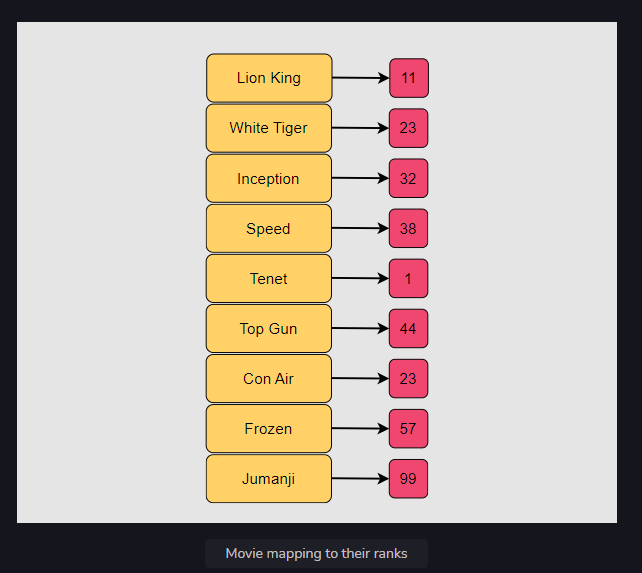 Lion King 11
White Tiger 23
Inception 32
Speed 38
Tenet 1
Top Gun 44
Con Air 23
Frozen 57
Jumanji 99
Movie mapping to their ranks